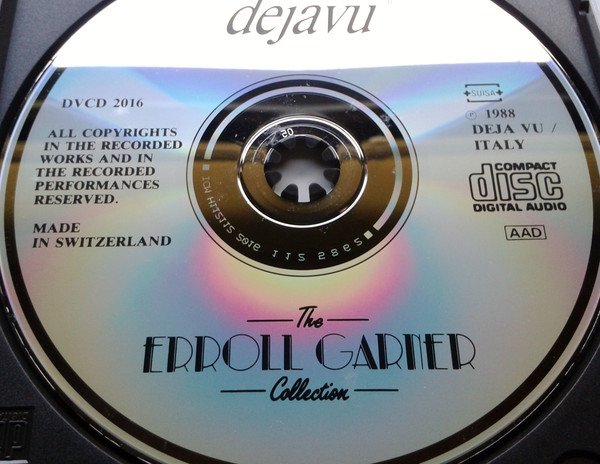 dejavu
DVCD 2016
ALL COPYRIGHTS
IN THE RECORDED
WORKS AND IN
THE RECORDED
PERFORMANCES
RESERVED.
MADE
IN SWITZERLAND
SUISA
℗ 1988
DEJA VU /
ITALY
COMPACT
disc
DIGITAL AUDIO
AAD
The
ERROLL GARNER
Collection